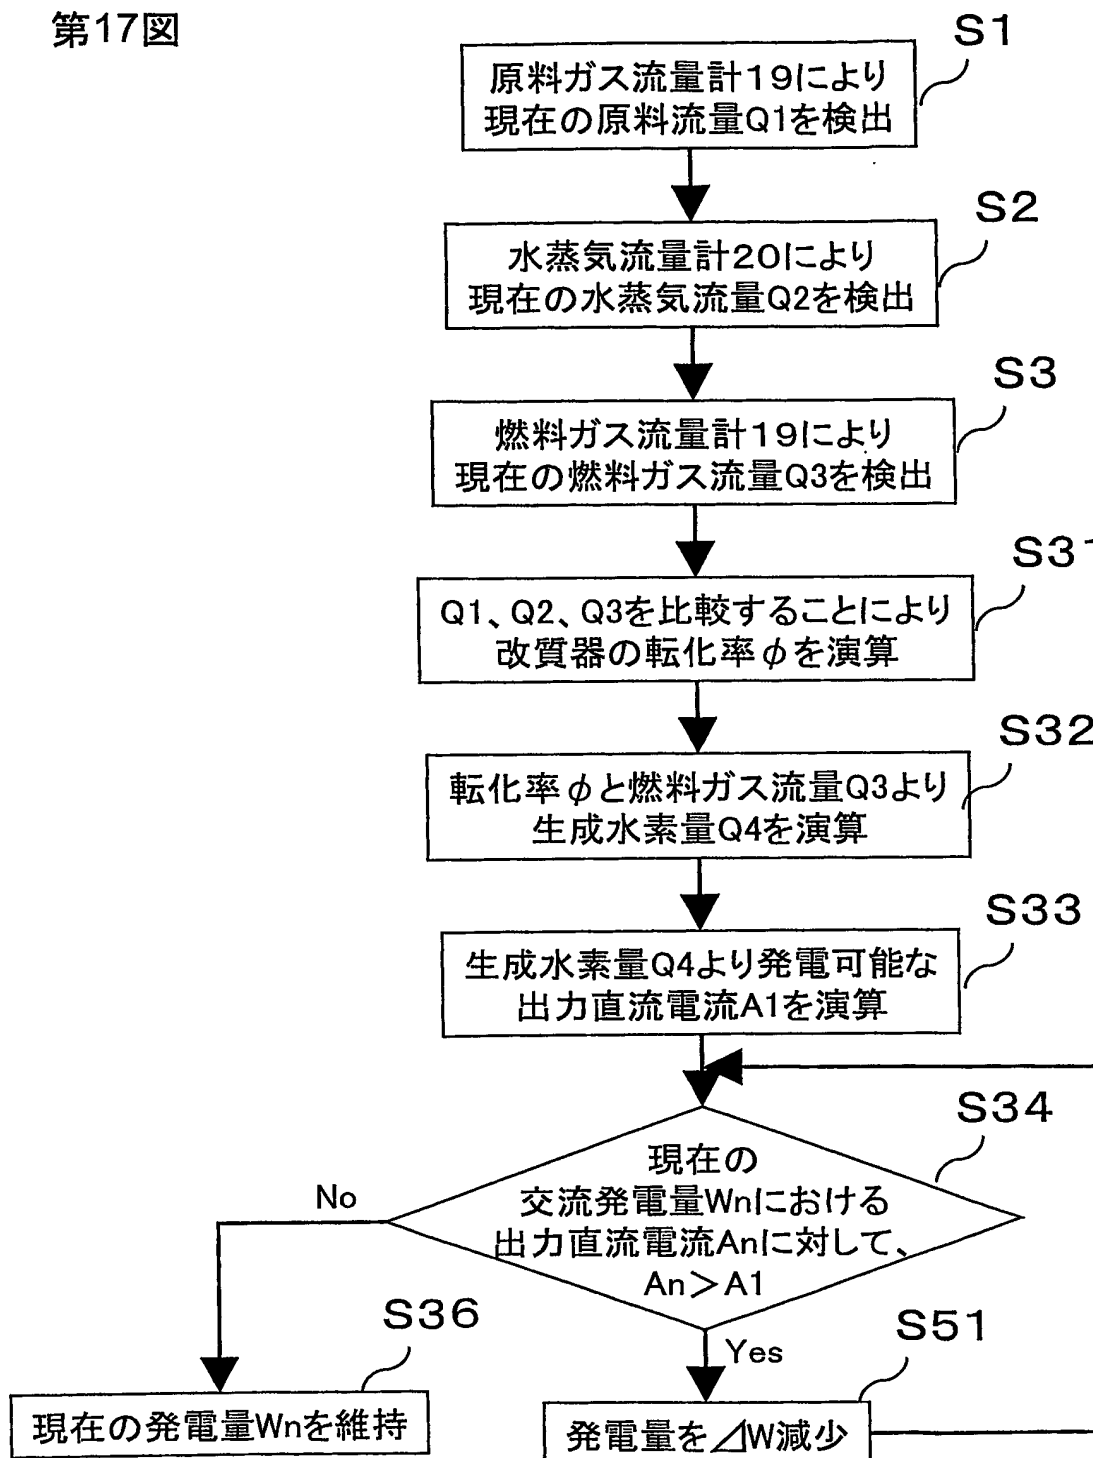 第17図
S1
原料ガス流量計19により
現在の原料流量Q1を検出
S2
水蒸気流量計20により
現在の水蒸気流量Q2を検出
S3
燃料ガス流量計19により
現在の燃料ガス流量Q3を検出
S31
Q1、Q2、Q3を比較することにより
改質器の転化率φを演算
S32
転化率φと燃料ガス流量Q3より
生成水素量Q4を演算
S33
生成水素量Q4より発電可能な
出力直流電流A1を演算
S34
現在の
交流発電量Wnにおける
出力直流電流Anに対して、
An＞A1
No
Yes
S36
現在の発電量Wnを維持
S51
発電量を⊿W減少